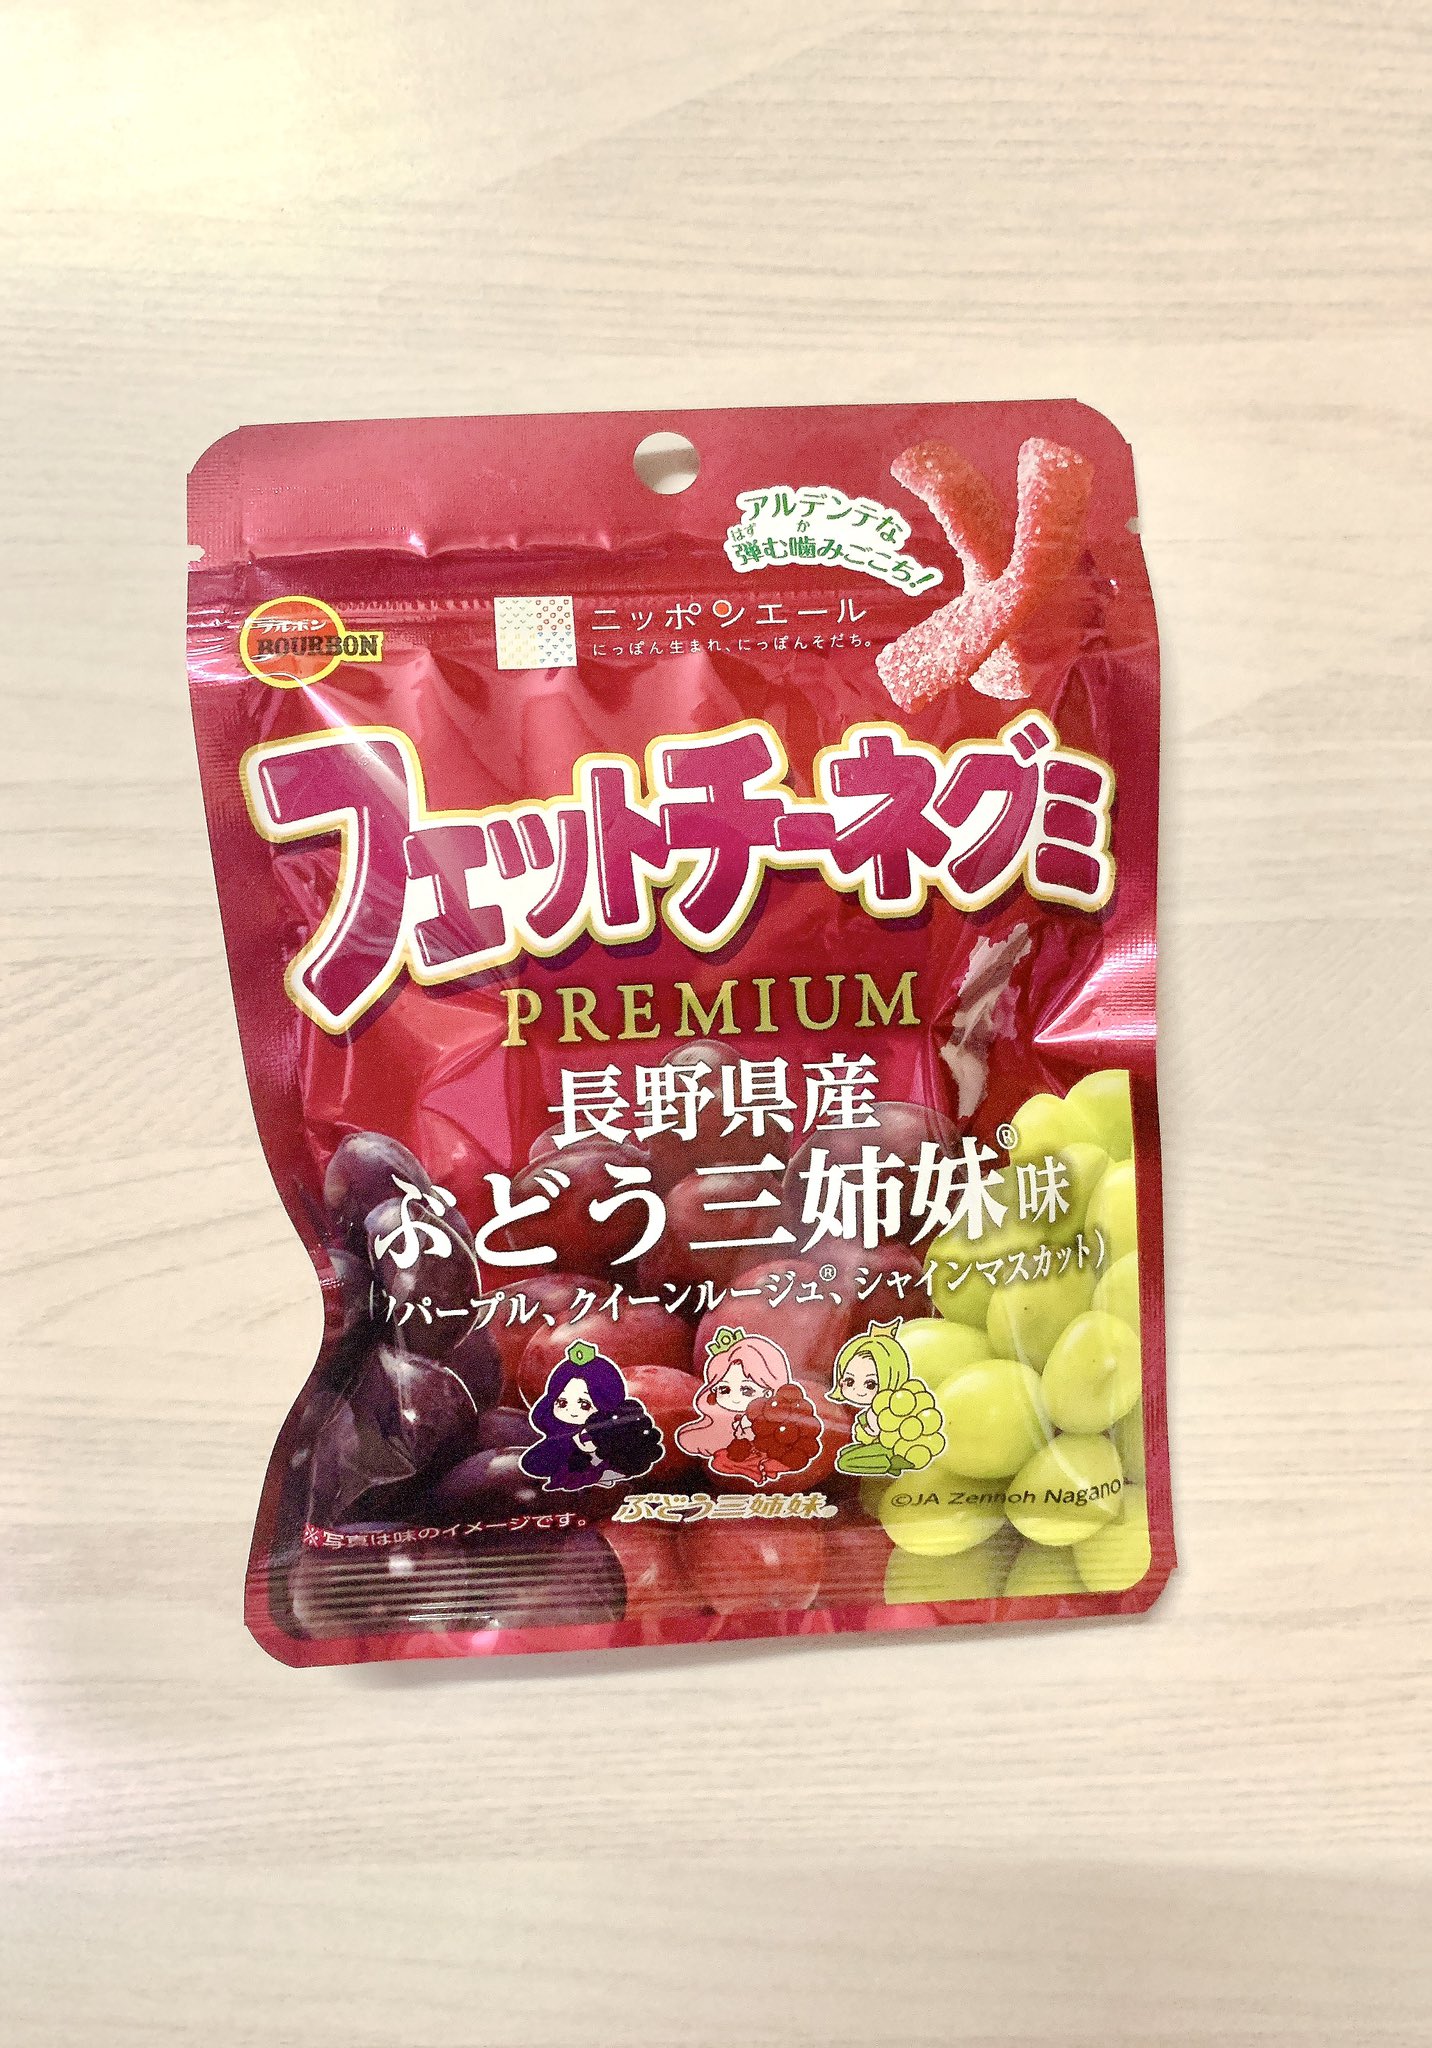 アルデンテな
弾む噛みごこち!
はず か
ブルボン
BOURBON
ニッポンエール
にっぽん生まれ、にっぽんそだち。
フェットチーネグミ
PREMIUM
長野県産
ぶどう三姉妹®味
パープル、クイーンルージュ®、シャインマスカット)
ぶどう三姉妹®
©JA Zennoh Nagano
※写真は味のイメージです。